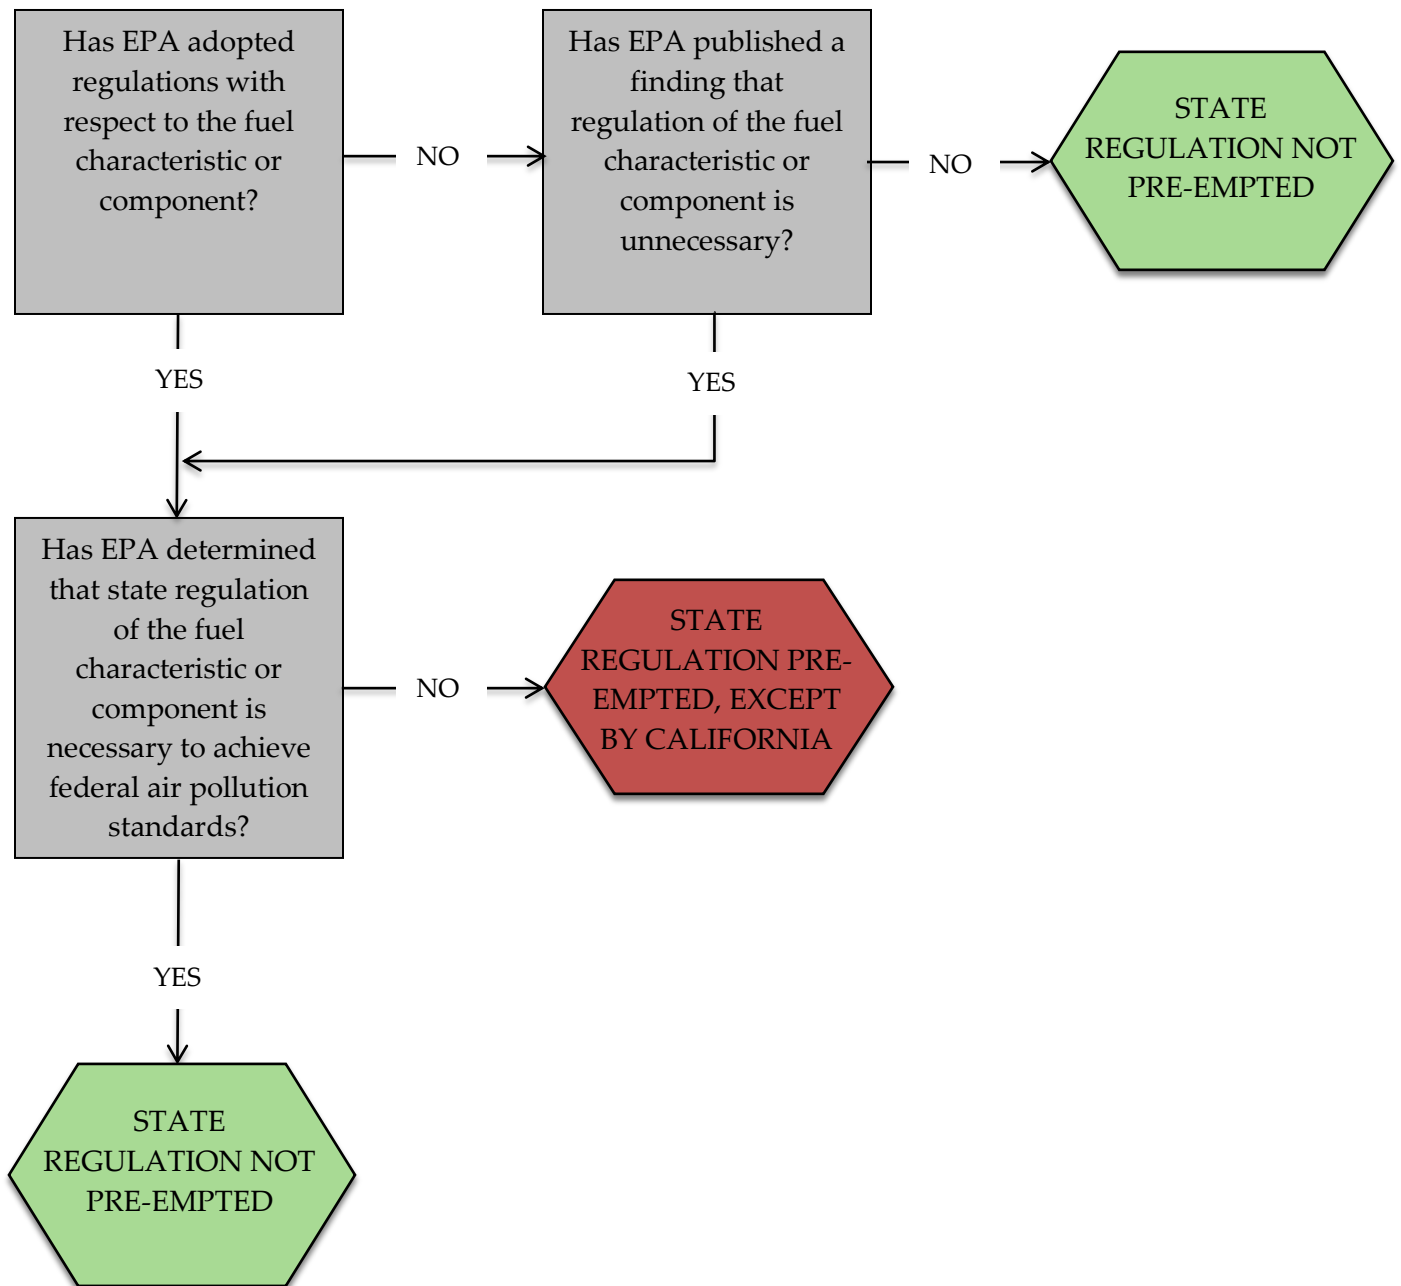 Has EPA adopted
regulations with
respect to the fuel
characteristic or
component?
NO
Has EPA published a
finding that
regulation of the fuel
characteristic or
component is
unnecessary?
NO
STATE
REGULATION NOT
PRE-EMPTED
YES
YES
Has EPA determined
that state regulation
of the fuel
characteristic or
component is
necessary to achieve
federal air pollution
standards?
NO
STATE
REGULATION PRE-
EMPTED, EXCEPT
BY CALIFORNIA
YES
STATE
REGULATION NOT
PRE-EMPTED